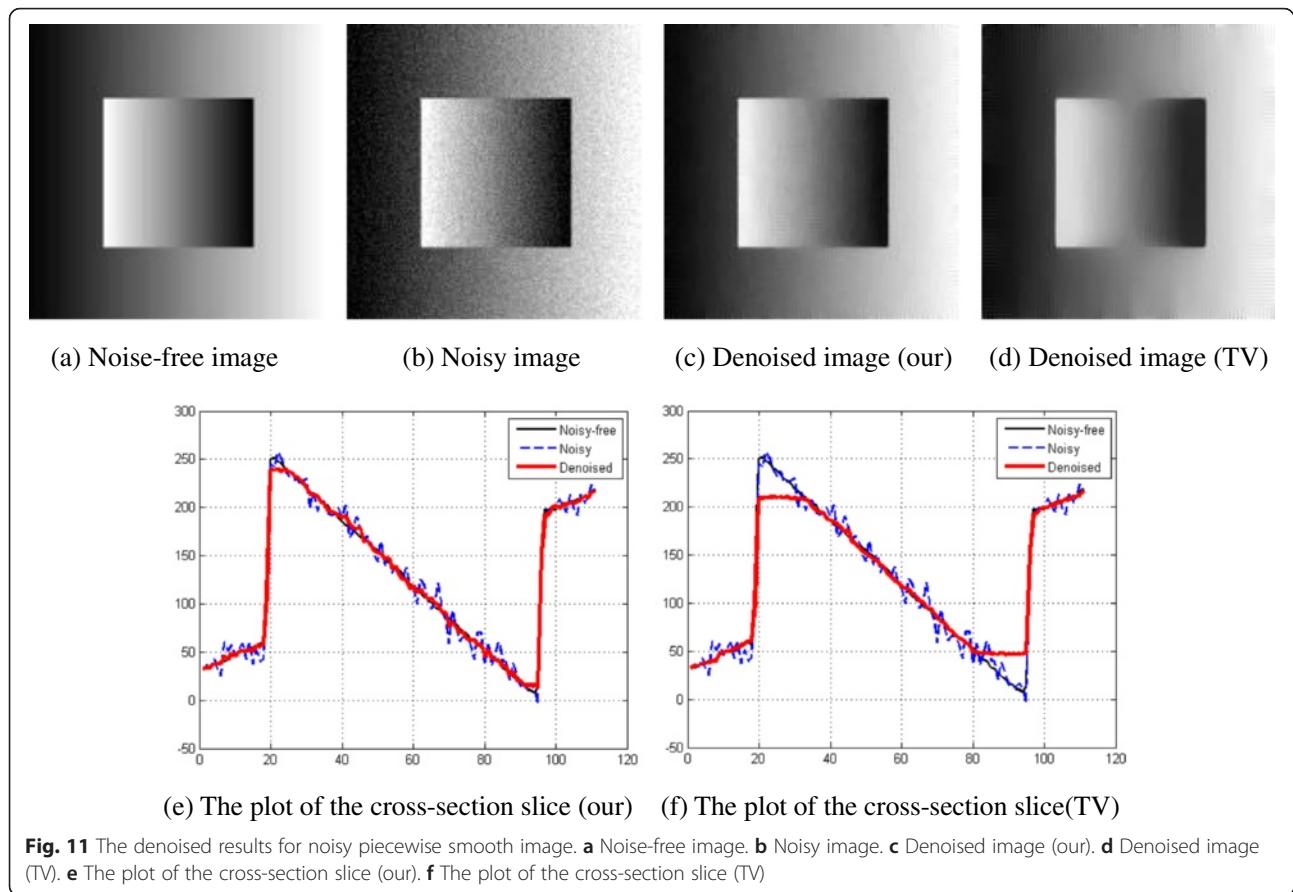 (a) Noise-free image
(b) Noisy image
(c) Denoised image (our)
(d) Denoised image (TV)
300
250
200
150
100
50
0
-50
0 20 40 60 80 100 120
Noisy-free
Noisy
Denoised
300
250
200
150
100
50
0
-50
0 20 40 60 80 100 120
Noisy-free
Noisy
Denoised
(e) The plot of the cross-section slice (our)
(f) The plot of the cross-section slice(TV)
Fig. 11 The denoised results for noisy piecewise smooth image. a Noise-free image. b Noisy image. c Denoised image (our). d Denoised image
(TV). e The plot of the cross-section slice (our). f The plot of the cross-section slice (TV)